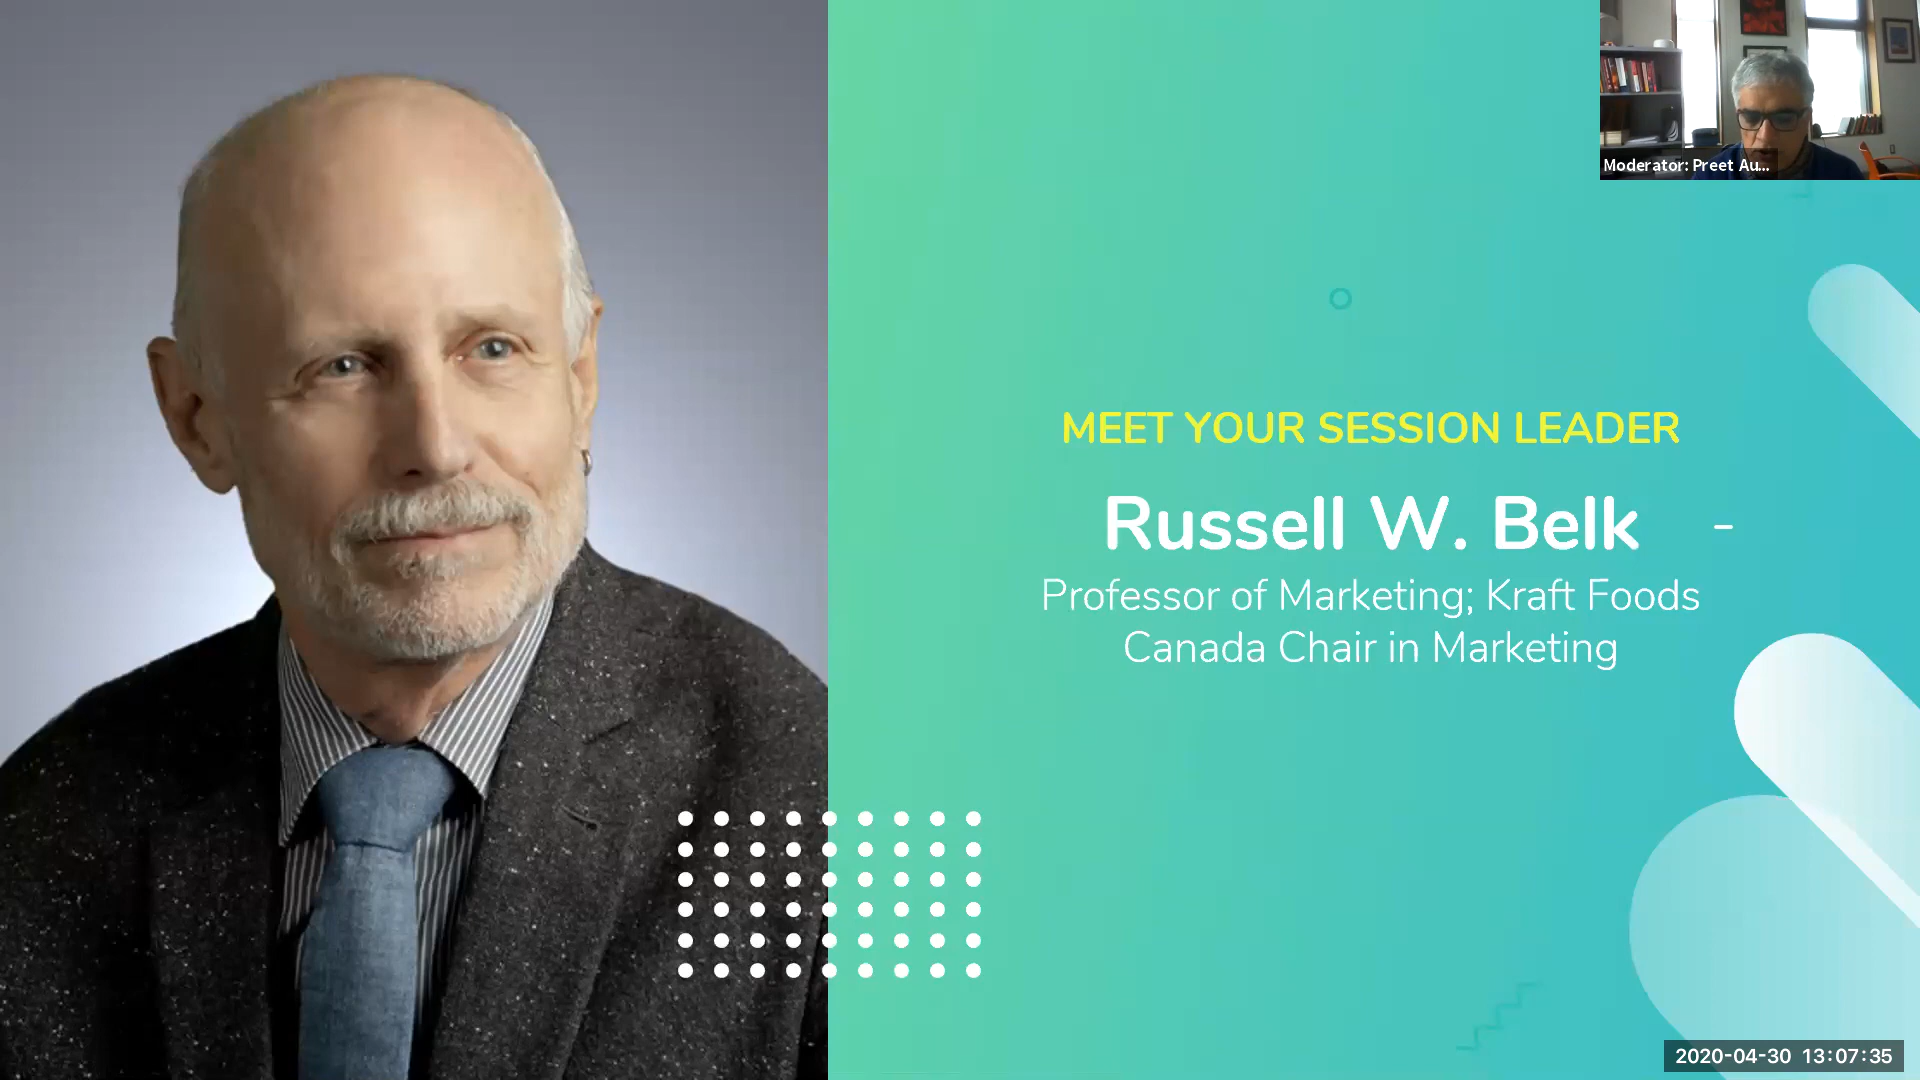 Moderator: Preet Au...
MEET YOUR SESSION LEADER
Russell W. Belk -
Professor of Marketing; Kraft Foods
Canada Chair in Marketing
2020-04-30 13:07:35